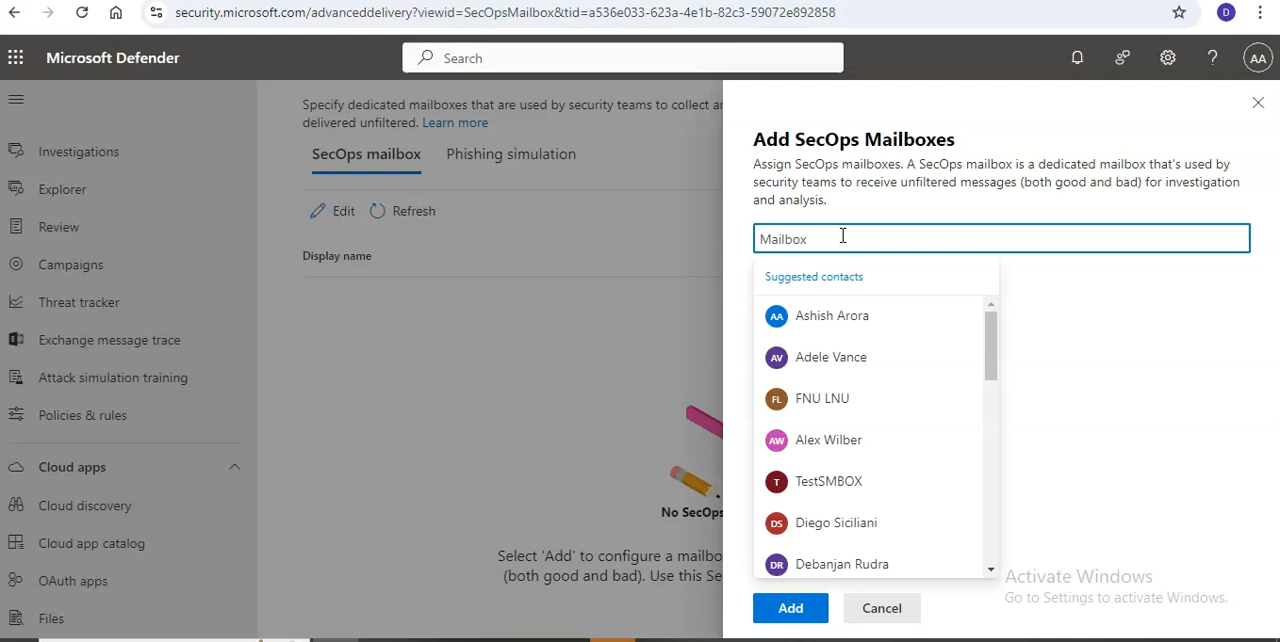 security.microsoft.com/advanceddelivery?viewid=SecOpsMailbox&tid=a536e033-623a-4e1b-82c3-59072e892858
D
Microsoft Defender
Search
AA
Investigations
Explorer
Review
Campaigns
Threat tracker
Exchange message trace
Attack simulation training
Policies & rules
Cloud apps
Cloud discovery
Cloud app catalog
OAuth apps
Files
Specify dedicated mailboxes that are used by security teams to collect ar
delivered unfiltered. Learn more
SecOps mailbox Phishing simulation
Edit Refresh
Display name
No SecOps
Select 'Add' to configure a mailbo
(both good and bad). Use this Se
Add SecOps Mailboxes
Assign SecOps mailboxes. A SecOps mailbox is a dedicated mailbox that's used by
security teams to receive unfiltered messages (both good and bad) for investigation
and analysis.
Mailbox
Suggested contacts
AA Ashish Arora
AV Adele Vance
FL FNU LNU
AW Alex Wilber
T TestSMBOX
DS Diego Siciliani
DR Debanjan Rudra
Add Cancel
Activate Windows
Go to Settings to activate Windows.